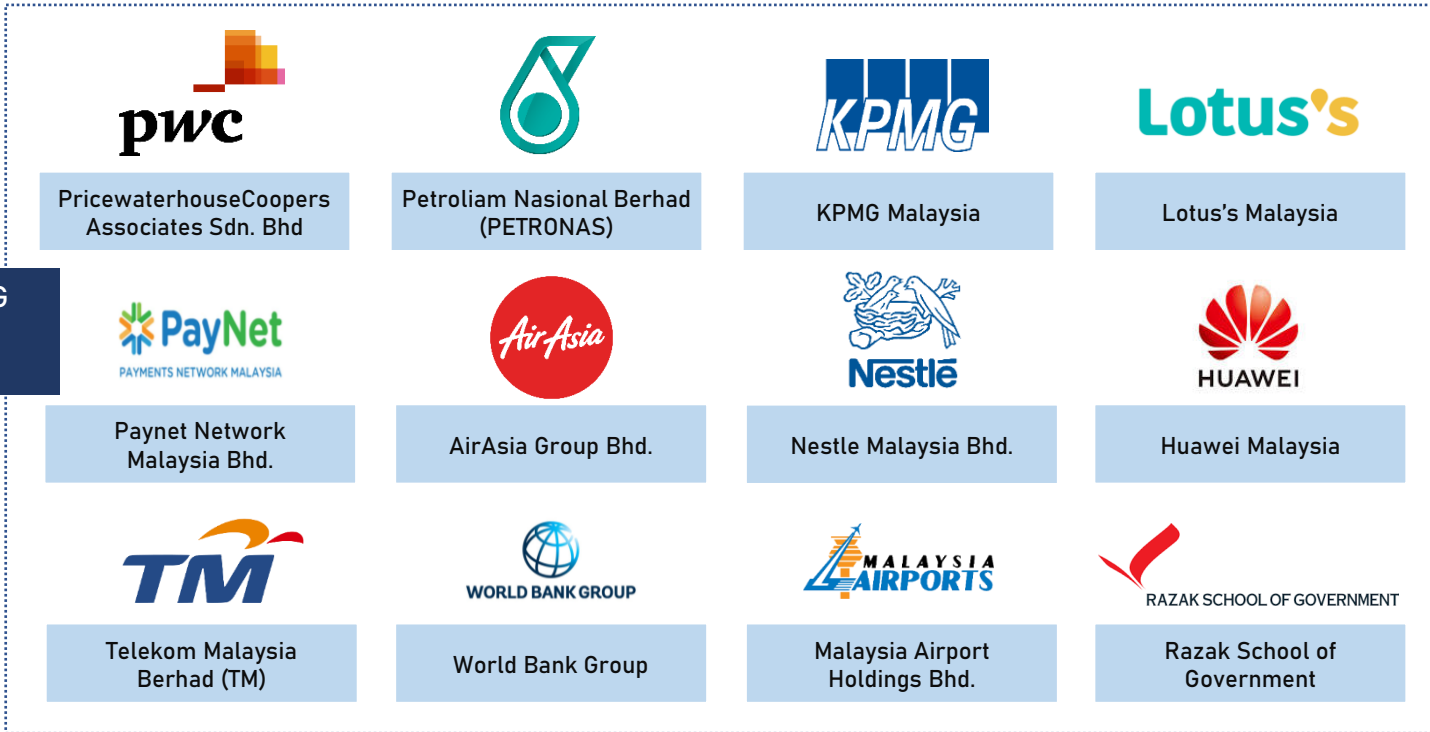 pwc
KPMG
Lotus's
PricewaterhouseCoopers
Associates Sdn. Bhd
Petroliam Nasional Berhad
(PETRONAS)
KPMG Malaysia
Lotus's Malaysia
G
PayNet
PAYMENTS NETWORK MALAYSIA
AirAsia
Nestlé
HUAWEI
Paynet Network
Malaysia Bhd.
AirAsia Group Bhd.
Nestle Malaysia Bhd.
Huawei Malaysia
TM
WORLD BANK GROUP
MALAYSIA
AIRPORTS
RAZAK SCHOOL OF GOVERNMENT
Telekom Malaysia
Berhad (TM)
World Bank Group
Malaysia Airport
Holdings Bhd.
Razak School of
Government